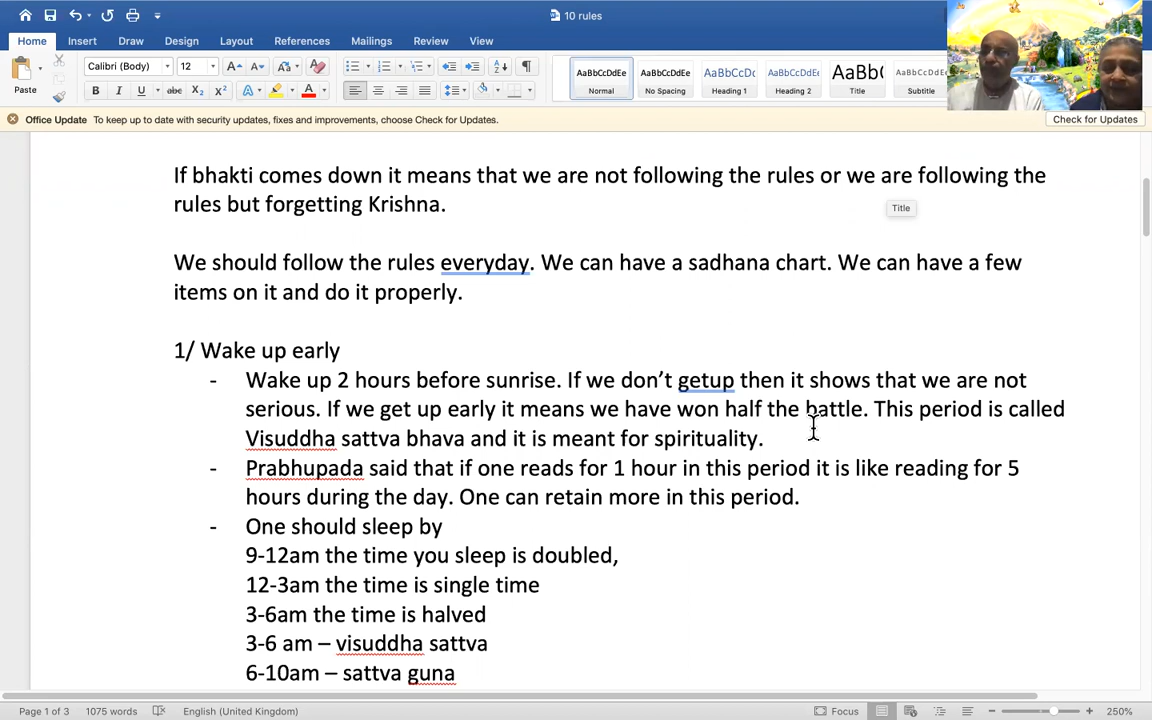 10 rules
Home Insert Draw Design Layout References Mailings Review View
Paste Calibri (Body) 12 AaBbCcDdEe AaBbCcDdEe AaBbCcDc AaBbCcDdEe AaBb( AaBbCcDdEe
B I U abc X₂ X² A A Normal No Spacing Heading 1 Heading 2 Title Subtitle
Office Update To keep up to date with security updates, fixes and improvements, choose Check for Updates. Check for Updates
If bhakti comes down it means that we are not following the rules or we are following the
rules but forgetting Krishna.
Title
We should follow the rules everyday. We can have a sadhana chart. We can have a few
items on it and do it properly.
1/ Wake up early
- Wake up 2 hours before sunrise. If we don’t getup then it shows that we are not
serious. If we get up early it means we have won half the battle. This period is called
Visuddha sattva bhava and it is meant for spirituality.
- Prabhupada said that if one reads for 1 hour in this period it is like reading for 5
hours during the day. One can retain more in this period.
- One should sleep by
9-12am the time you sleep is doubled,
12-3am the time is single time
3-6am the time is halved
3-6 am – visuddha sattva
6-10am – sattva guna
Page 1 of 3 1075 words English (United Kingdom) Focus 250%